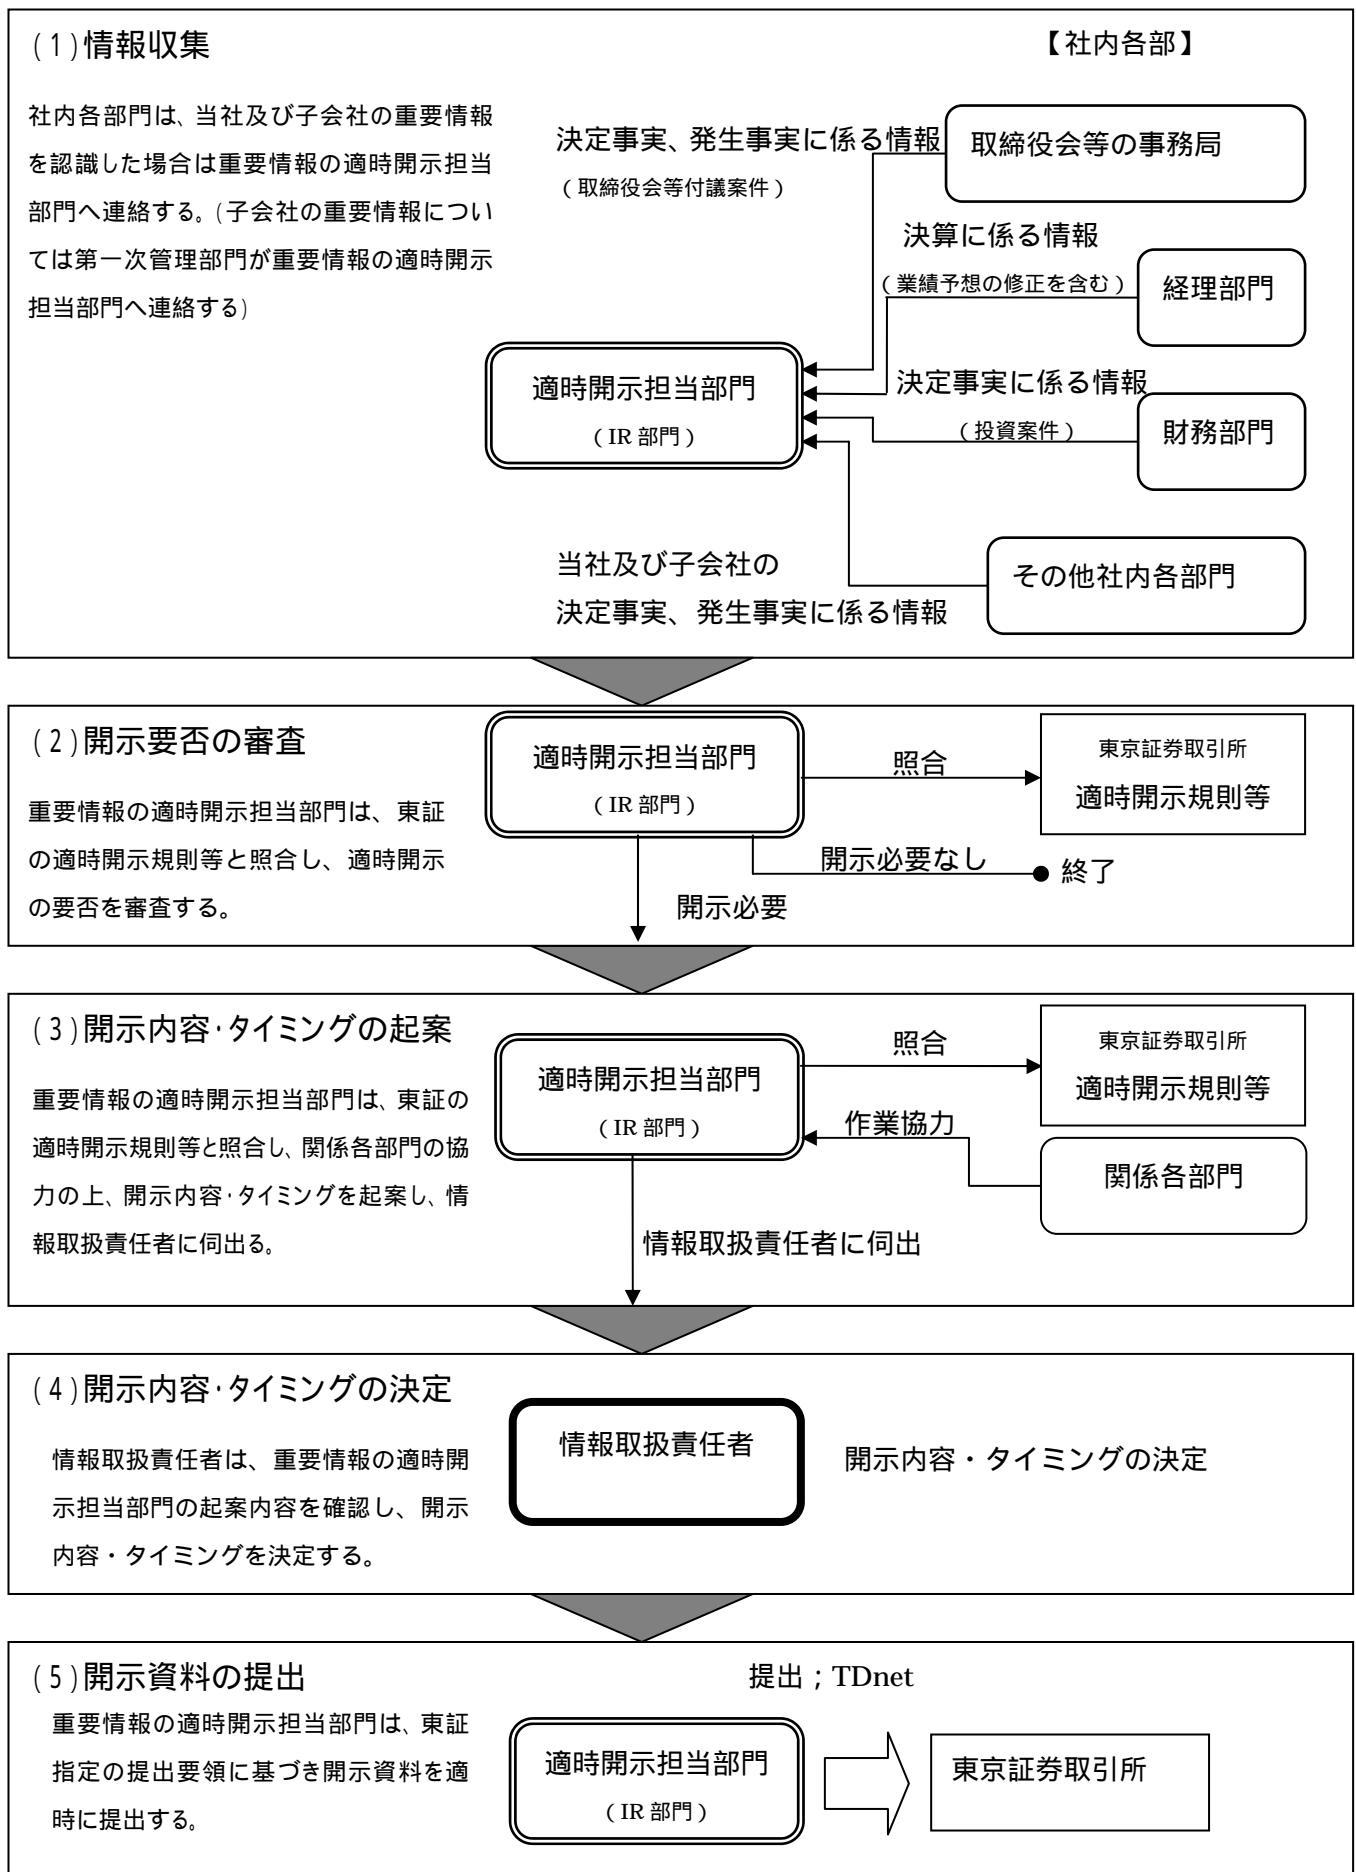 (1)情報収集
【社内各部】
社内各部門は、当社及び子会社の重要情報
を認識した場合は重要情報の適時開示担当
部門へ連絡する。(子会社の重要情報につい
ては第一次管理部門が重要情報の適時開示
担当部門へ連絡する)
決定事実、発生事実に係る情報
(取締役会等付議案件)
取締役会等の事務局
決算に係る情報
(業績予想の修正を含む)
経理部門
適時開示担当部門
(IR 部門)
決定事実に係る情報
(投資案件)
財務部門
当社及び子会社の
決定事実、発生事実に係る情報
その他社内各部門
(2)開示要否の審査
重要情報の適時開示担当部門は、東証
の適時開示規則等と照合し、適時開示
の要否を審査する。
適時開示担当部門
(IR 部門)
照合
東京証券取引所
適時開示規則等
開示必要なし
終了
開示必要
(3)開示内容・タイミングの起案
重要情報の適時開示担当部門は、東証の
適時開示規則等と照合し、関係各部門の協
力の上、開示内容・タイミングを起案し、情
報取扱責任者に伺出る。
適時開示担当部門
(IR 部門)
照合
東京証券取引所
適時開示規則等
作業協力
関係各部門
情報取扱責任者に伺出
(4)開示内容・タイミングの決定
情報取扱責任者は、重要情報の適時開
示担当部門の起案内容を確認し、開示
内容・タイミングを決定する。
情報取扱責任者
開示内容・タイミングの決定
(5)開示資料の提出
重要情報の適時開示担当部門は、東証
指定の提出要領に基づき開示資料を適
時に提出する。
提出;TDnet
適時開示担当部門
(IR 部門)
東京証券取引所